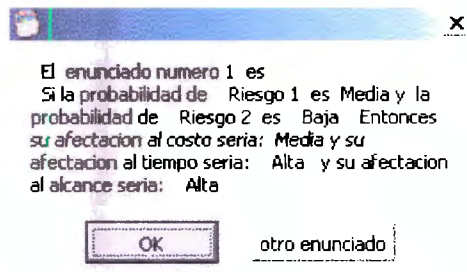 El enunciado numero 1 es
Si la probabilidad de Riesgo 1 es Media y la
probabilidad de Riesgo 2 es Baja Entonces
su afectacion al costo seria: Media y su
afectacion al tiempo seria: Alta y su afectacion
al alcance seria: Alta
OK otro enunciado